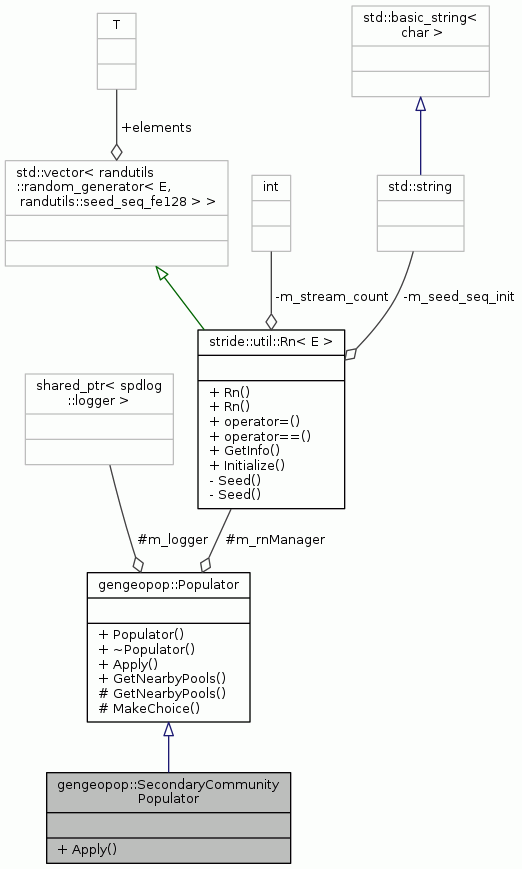 T
std::basic_string<
char >
+elements
std::vector< randutils
::random_generator< E,
randutils::seed_seq_fe128 > >
int
std::string
-m_stream_count
-m_seed_seq_init
stride::util::Rn< E >
+ Rn()
+ Rn()
+ operator=()
+ operator==()
+ GetInfo()
+ Initialize()
- Seed()
- Seed()
shared_ptr< spdlog
::logger >
#m_logger
#m_rnManager
gengeopop::Populator
+ Populator()
+ ~Populator()
+ Apply()
+ GetNearbyPools()
# GetNearbyPools()
# MakeChoice()
gengeopop::SecondaryCommunity
Populator
+ Apply()